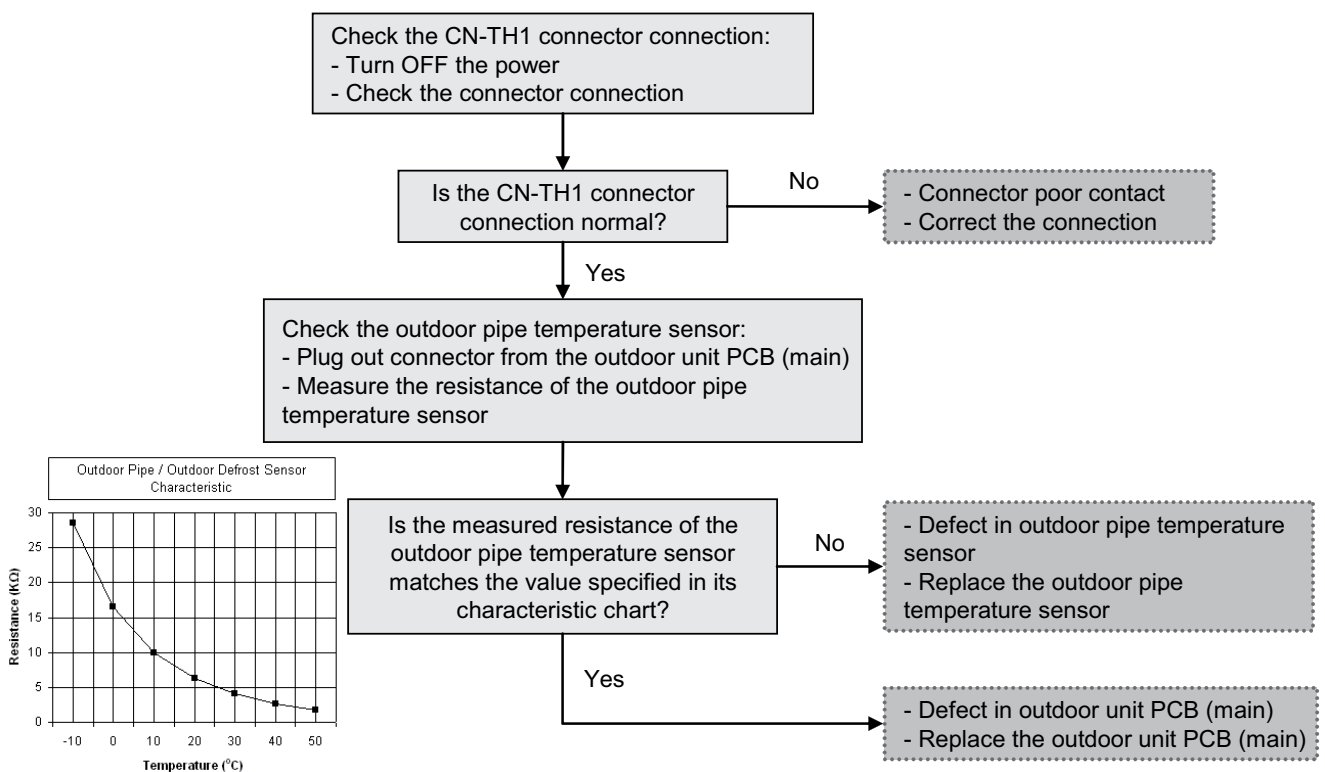 Check the CN-TH1 connector connection:
- Turn OFF the power
- Check the connector connection
Is the CN-TH1 connector
connection normal?
No
- Connector poor contact
- Correct the connection
Yes
Check the outdoor pipe temperature sensor:
- Plug out connector from the outdoor unit PCB (main)
- Measure the resistance of the outdoor pipe
temperature sensor
Outdoor Pipe / Outdoor Defrost Sensor
Characteristic
Resistance (KΩ)
30
25
20
15
10
5
0
-10 0 10 20 30 40 50
Temperature (°C)
Is the measured resistance of the
outdoor pipe temperature sensor
matches the value specified in its
characteristic chart?
No
- Defect in outdoor pipe temperature
sensor
- Replace the outdoor pipe
temperature sensor
Yes
- Defect in outdoor unit PCB (main)
- Replace the outdoor unit PCB (main)